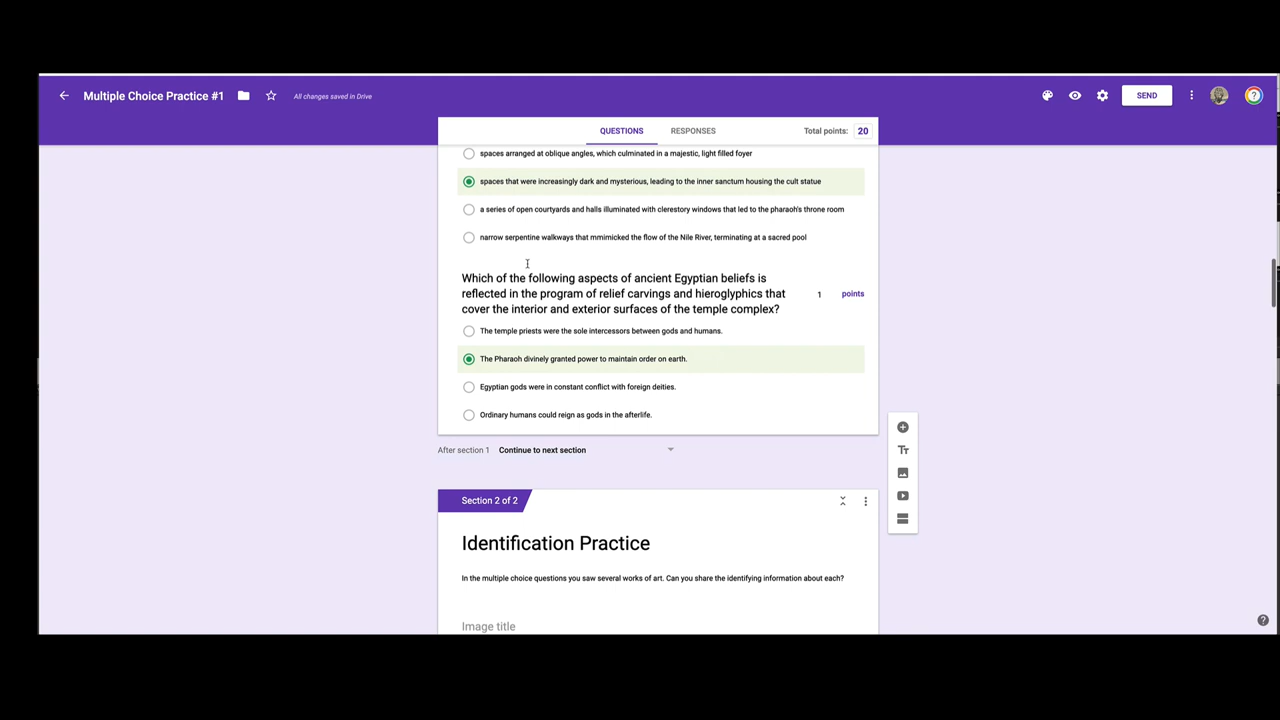 Multiple Choice Practice #1
All changes saved in Drive
SEND
QUESTIONS
RESPONSES
Total points: 20
spaces arranged at oblique angles, which culminated in a majestic, light filled foyer
spaces that were increasingly dark and mysterious, leading to the inner sanctum housing the cult statue
a series of open courtyards and halls illuminated with clerestory windows that led to the pharaoh's throne room
narrow serpentine walkways that mmimicked the flow of the Nile River, terminating at a sacred pool
Which of the following aspects of ancient Egyptian beliefs is
reflected in the program of relief carvings and hieroglyphics that
cover the interior and exterior surfaces of the temple complex?
1 points
The temple priests were the sole intercessors between gods and humans.
The Pharaoh divinely granted power to maintain order on earth.
Egyptian gods were in constant conflict with foreign deities.
Ordinary humans could reign as gods in the afterlife.
After section 1 Continue to next section
Section 2 of 2
Identification Practice
In the multiple choice questions you saw several works of art. Can you share the identifying information about each?
Image title